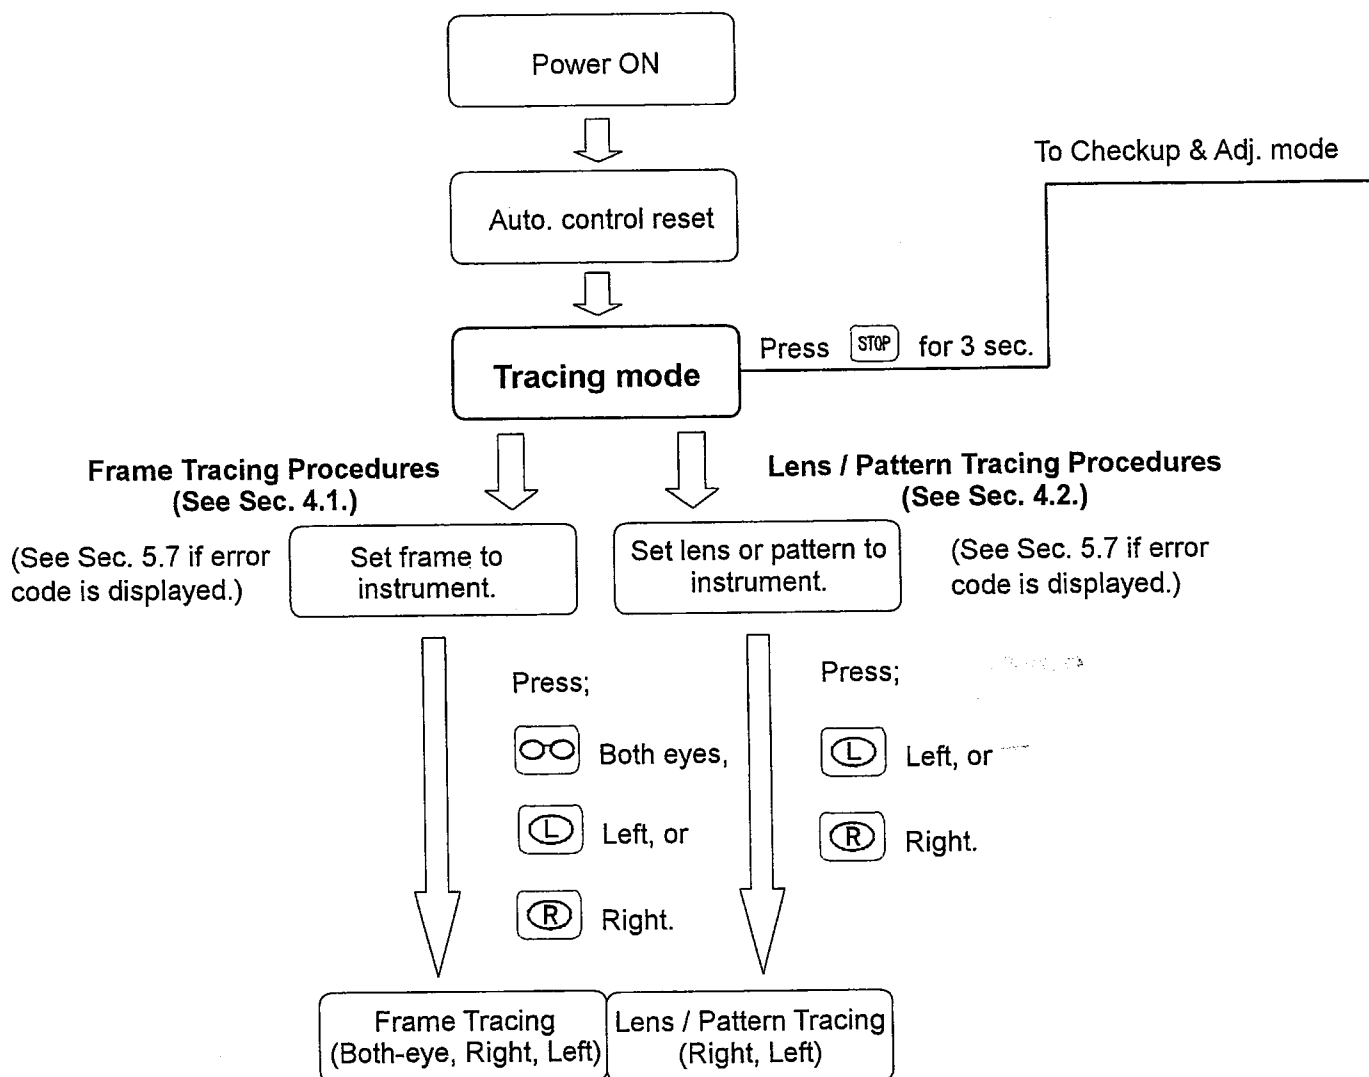 Power ON
To Checkup & Adj. mode
Auto. control reset
Tracing mode
Press STOP for 3 sec.
Frame Tracing Procedures
(See Sec. 4.1.)
Lens / Pattern Tracing Procedures
(See Sec. 4.2.)
(See Sec. 5.7 if error
code is displayed.)
Set frame to
instrument.
Set lens or pattern to
instrument.
(See Sec. 5.7 if error
code is displayed.)
Press;
Both eyes,
L Left, or
R Right.
Press;
L Left, or
R Right.
Frame Tracing
(Both-eye, Right, Left)
Lens / Pattern Tracing
(Right, Left)